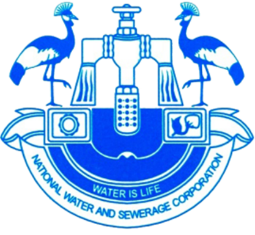 WATER IS LIFE
NATIONAL WATER AND SEWERAGE CORPORATION